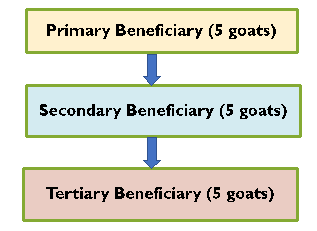 Primary Beneficiary (5 goats)
Secondary Beneficiary (5 goats)
Tertiary Beneficiary (5 goats)